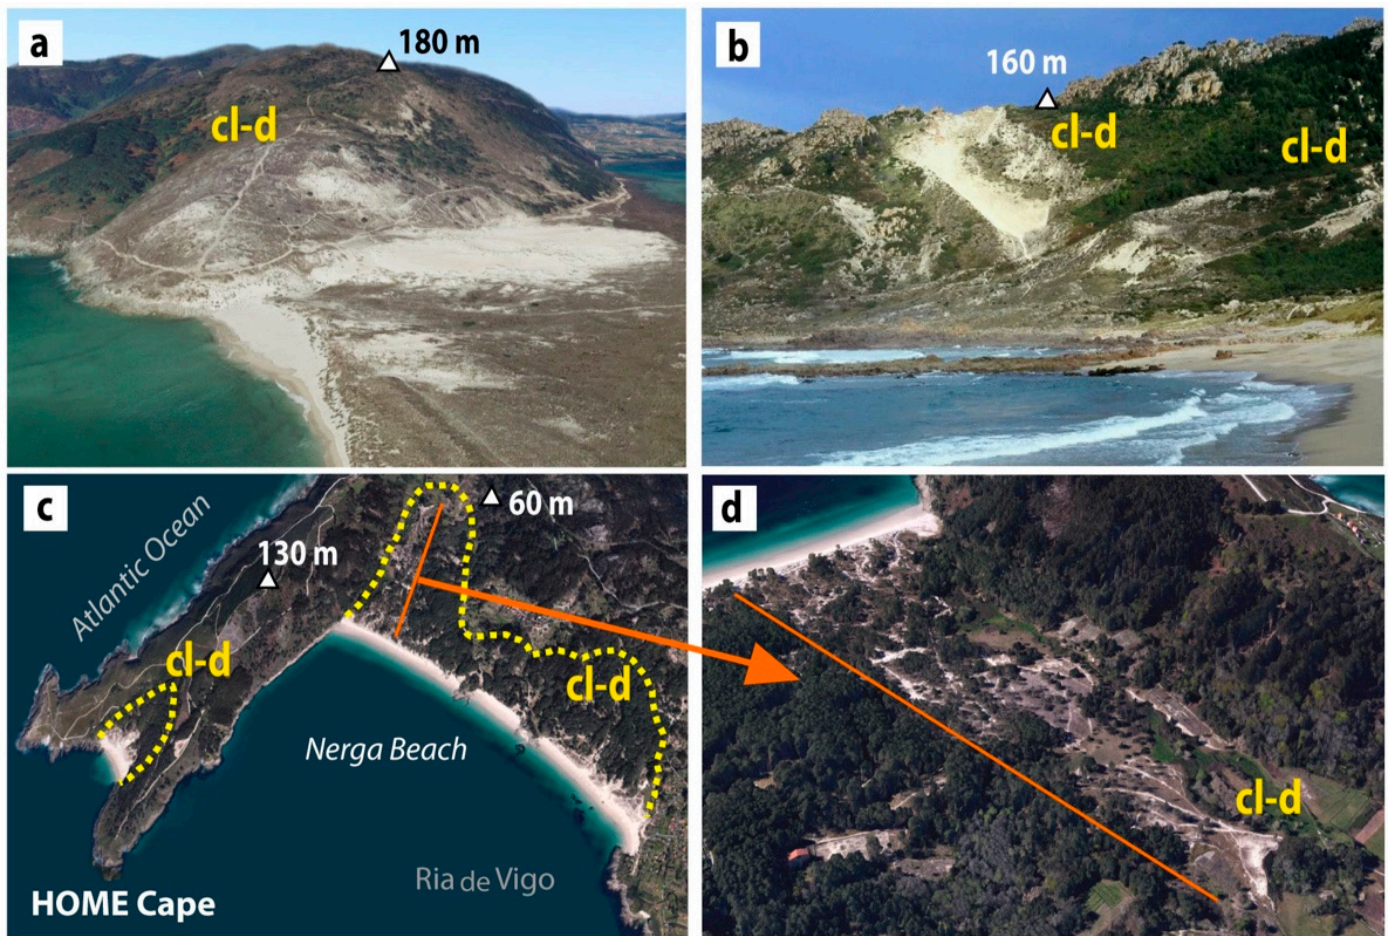 a
180 m
cl-d
b
160 m
cl-d
cl-d
c
Atlantic Ocean
130 m
60 m
cl-d
cl-d
Nerga Beach
Ria de Vigo
HOME Cape
d
cl-d